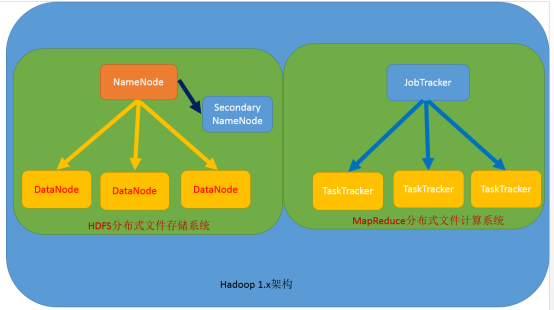 NameNode
Secondary
NameNode
DataNode
DataNode
DataNode
HDFS分布式文件存储系统
JobTracker
TaskTracker
TaskTracker
TaskTracker
MapReduce分布式文件计算系统
Hadoop 1.x架构